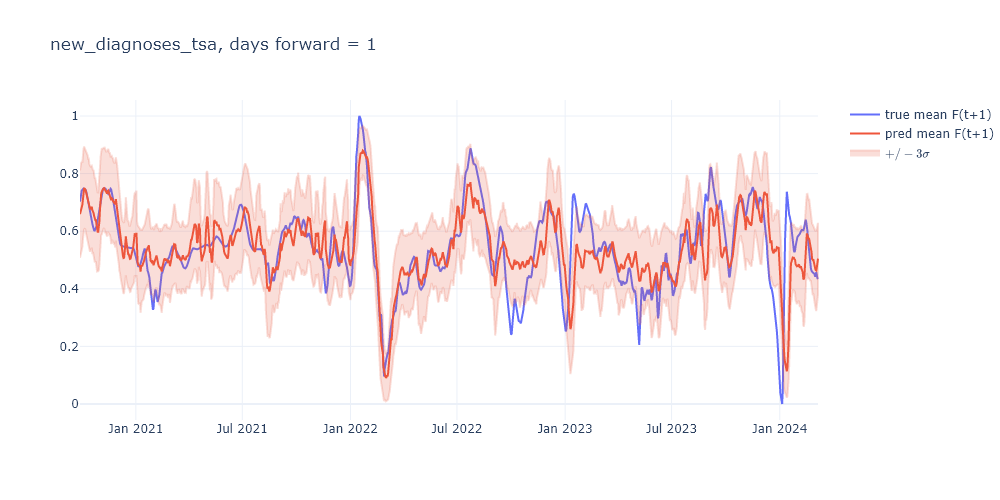 new_diagnoses_tsa, days forward = 1
1
0.8
0.6
0.4
0.2
0
Jan 2021
Jul 2021
Jan 2022
Jul 2022
Jan 2023
Jul 2023
Jan 2024
true mean F(t+1)
pred mean F(t+1)
+/− 3σ